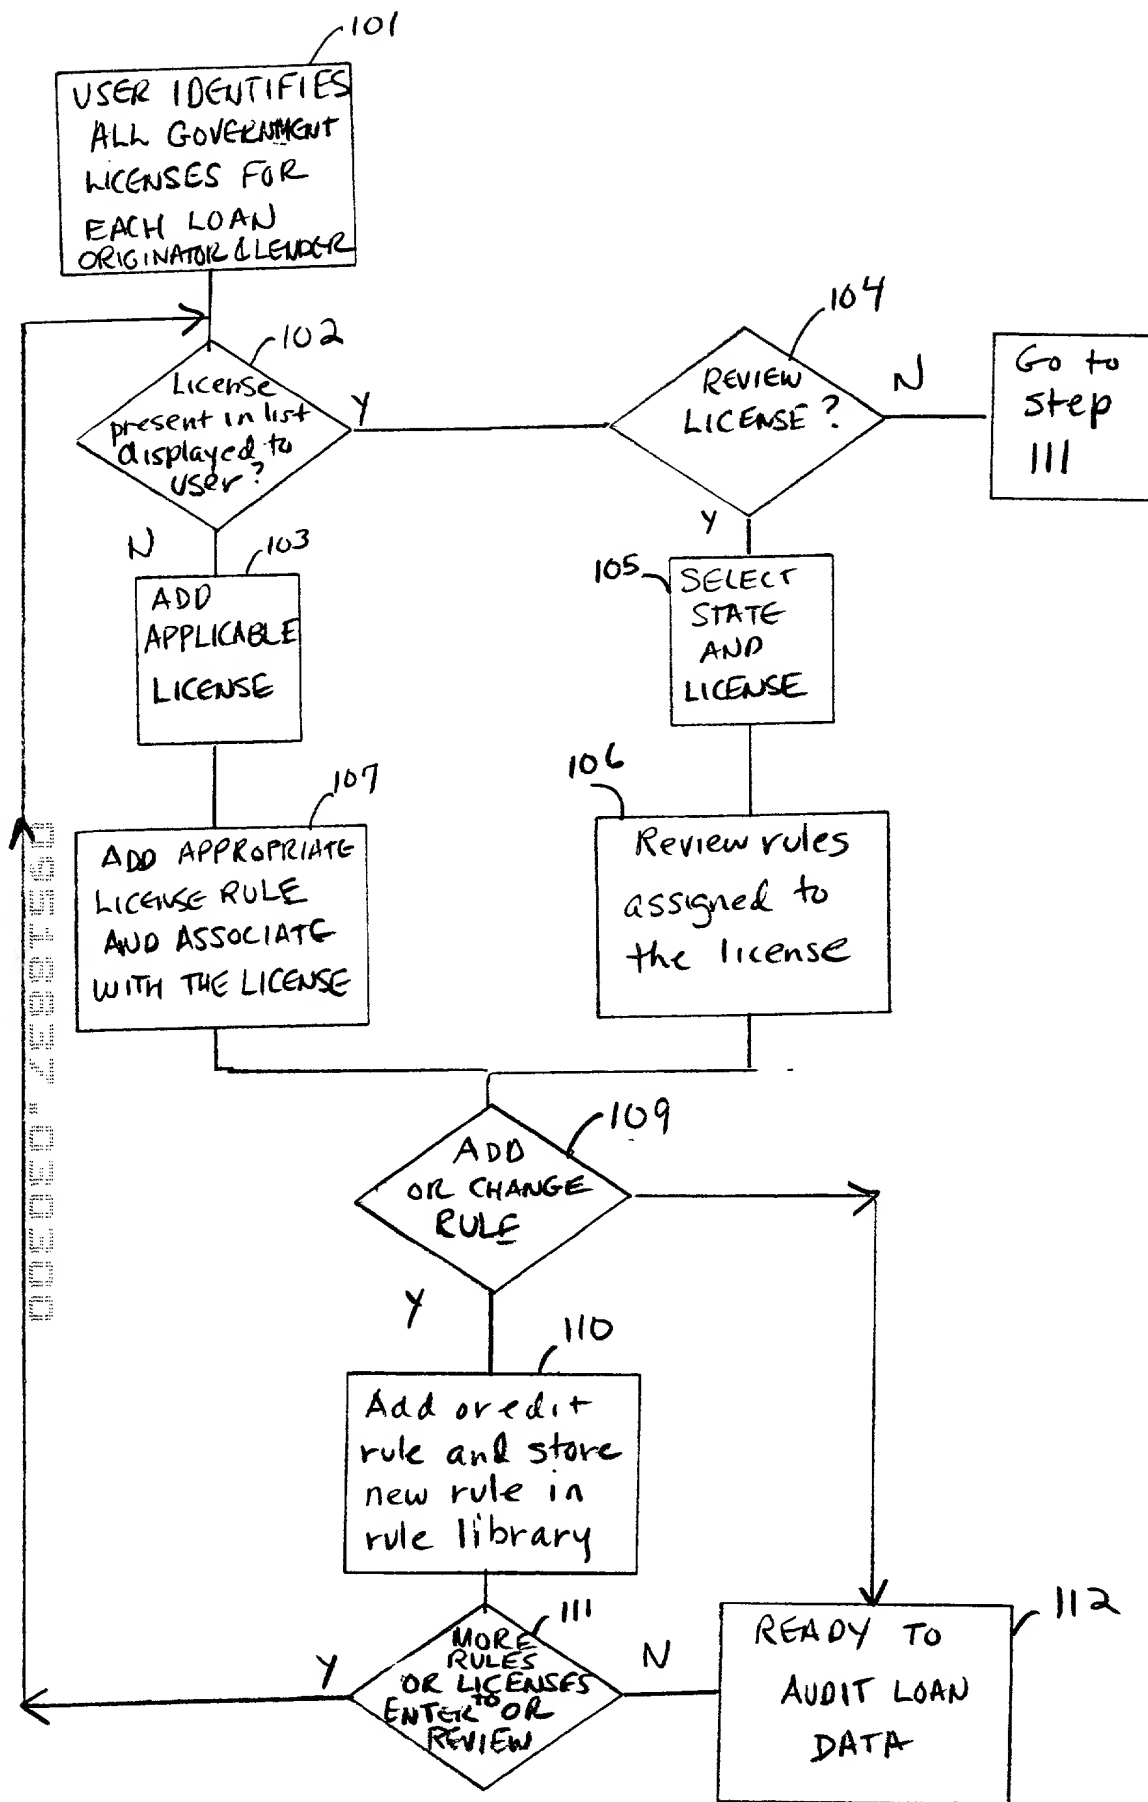 101
USER IDENTIFIES
ALL GOVERNMENT
LICENSES FOR
EACH LOAN
ORIGINATOR & LENDER
102
License
present in list
displayed to
user?
Y
N
104
REVIEW
LICENSE?
N
Y
Go to
step
111
103
ADD
APPLICABLE
LICENSE
105
SELECT
STATE
AND
LICENSE
107
ADD APPROPRIATE
LICENSE RULE
AND ASSOCIATE
WITH THE LICENSE
106
Review rules
assigned to
the license
109
ADD
OR CHANGE
RULE
Y
110
Add or edit
rule and store
new rule in
rule library
111
MORE
RULES
OR LICENSES
TO
ENTER OR
REVIEW
Y
N
112
READY TO
AUDIT LOAN
DATA